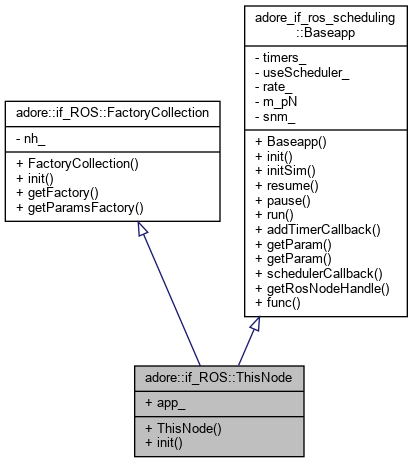 adore_if_ros_scheduling
::Baseapp
- timers_
- useScheduler_
- rate_
- m_pN
- snm_
+ Baseapp()
+ init()
+ initSim()
+ resume()
+ pause()
+ run()
+ addTimerCallback()
+ getParam()
+ getParam()
+ schedulerCallback()
+ getRosNodeHandle()
+ func()
adore::if_ROS::FactoryCollection
- nh_
+ FactoryCollection()
+ init()
+ getFactory()
+ getParamsFactory()
adore::if_ROS::ThisNode
+ app_
+ ThisNode()
+ init()